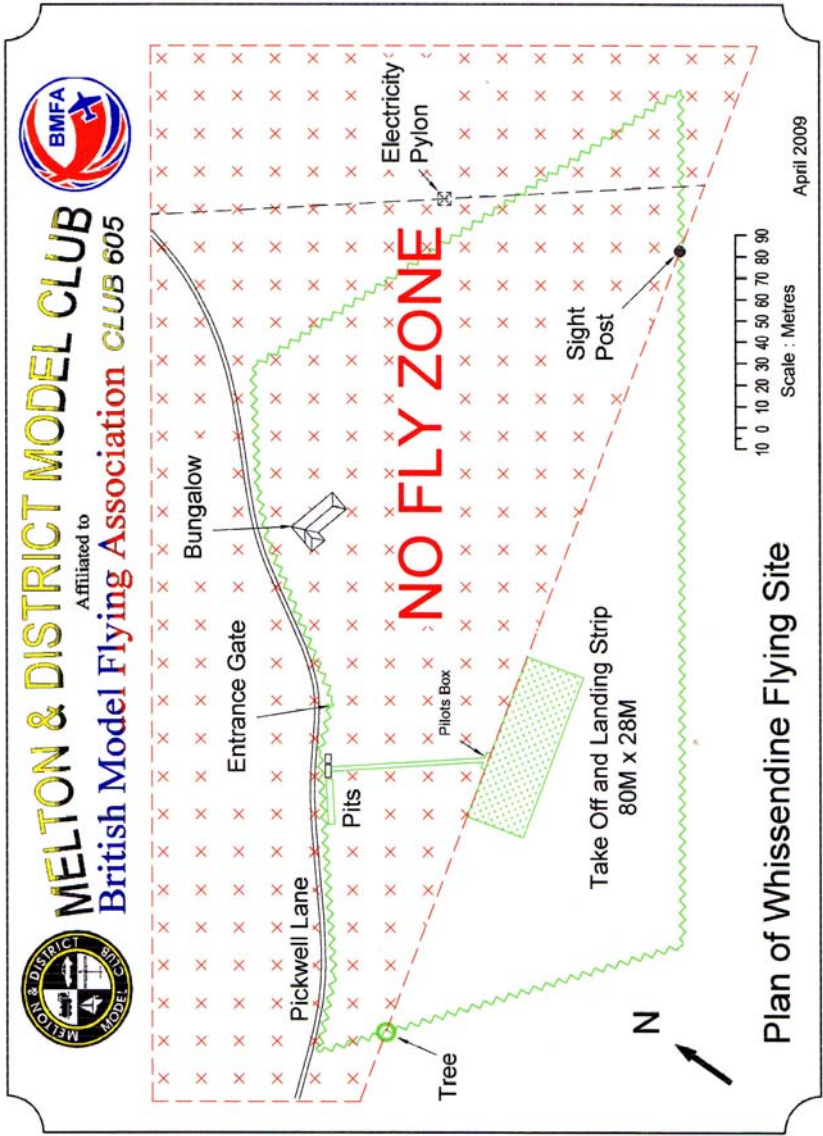 MELTON & DISTRICT MODEL CLUB
Affiliated to
British Model Flying Association CLUB 605
MELTON & DISTRICT
MODEL CLUB
BMFA
Pickwell Lane
Entrance Gate
Bungalow
Electricity
Pylon
Pits
Pilots Box
NO FLY ZONE
Tree
Take Off and Landing Strip
80M x 28M
Sight
Post
N
Plan of Whissendine Flying Site
10 0 10 20 30 40 50 60 70 80 90
Scale : Metres
April 2009